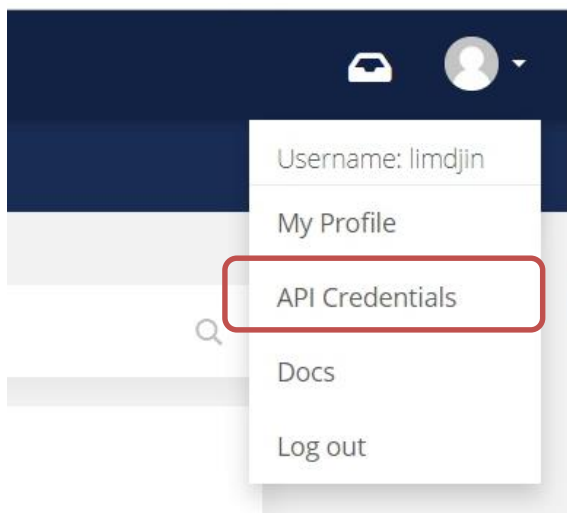 Username: limdjin
My Profile
API Credentials
Docs
Log out